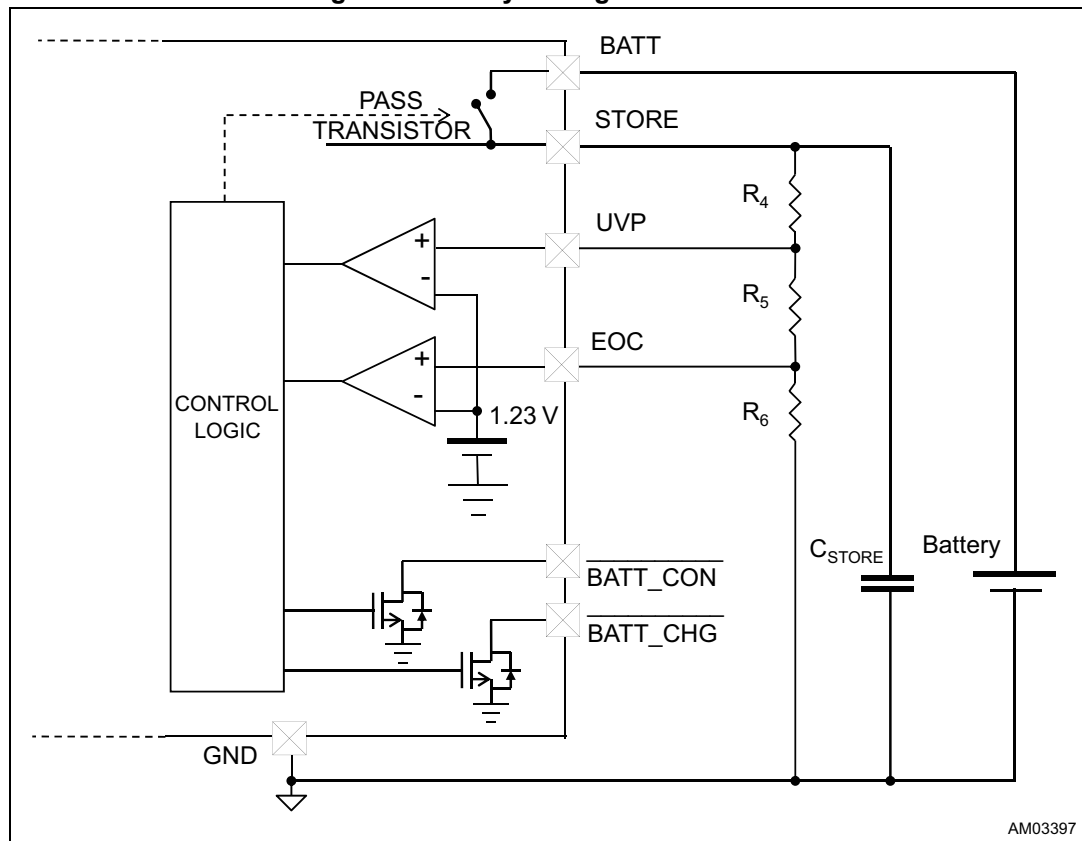 BATT
PASS
TRANSISTOR
STORE
R4
UVP
+
-
R5
EOC
+
-
CONTROL
LOGIC
1.23 V
R6
CSTORE
Battery
BATT_CON
BATT_CHG
GND
AM03397